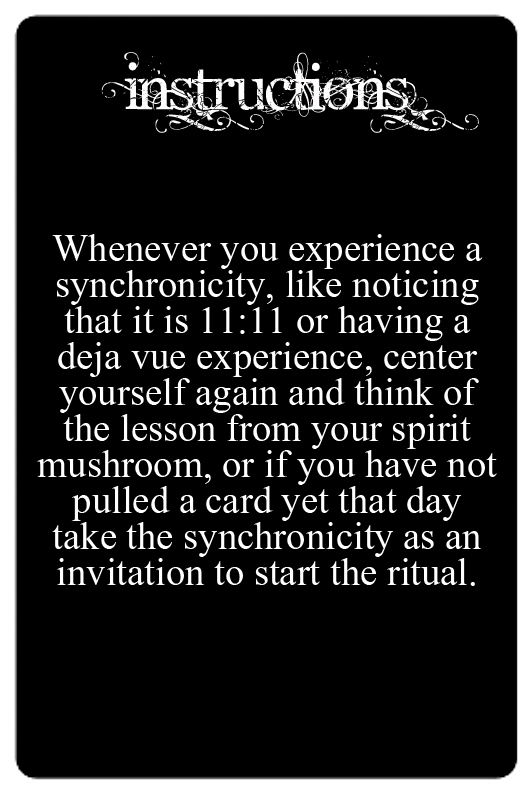 instructions
Whenever you experience a
synchronicity, like noticing
that it is 11:11 or having a
deja vue experience, center
yourself again and think of
the lesson from your spirit
mushroom, or if you have not
pulled a card yet that day
take the synchronicity as an
invitation to start the ritual.